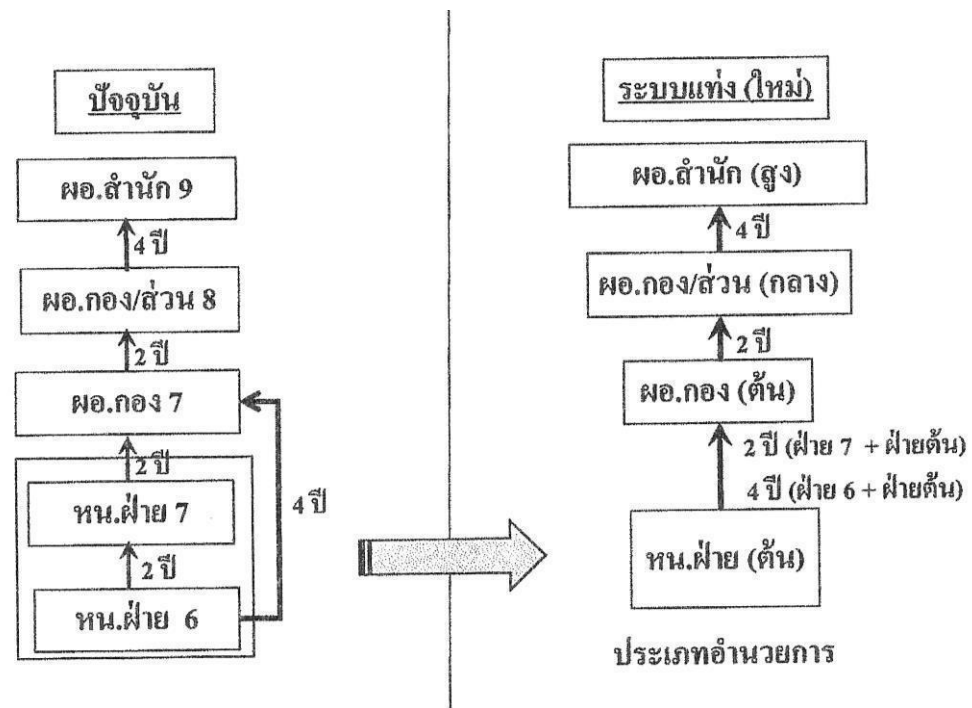 ปัจจุบัน
ผอ.สำนัก 9
4 ปี
ผอ.กอง/ส่วน 8
2 ปี
ผอ.กอง 7
2 ปี
หน.ฝ่าย 7
4 ปี
2 ปี
หน.ฝ่าย 6
ระบบแท่ง (ใหม่)
ผอ.สำนัก (สูง)
4 ปี
ผอ.กอง/ส่วน (กลาง)
2 ปี
ผอ.กอง (ต้น)
2 ปี (ฝ่าย 7 + ฝ่ายต้น)
4 ปี (ฝ่าย 6 + ฝ่ายต้น)
หน.ฝ่าย (ต้น)
ประเภทอำนวยการ